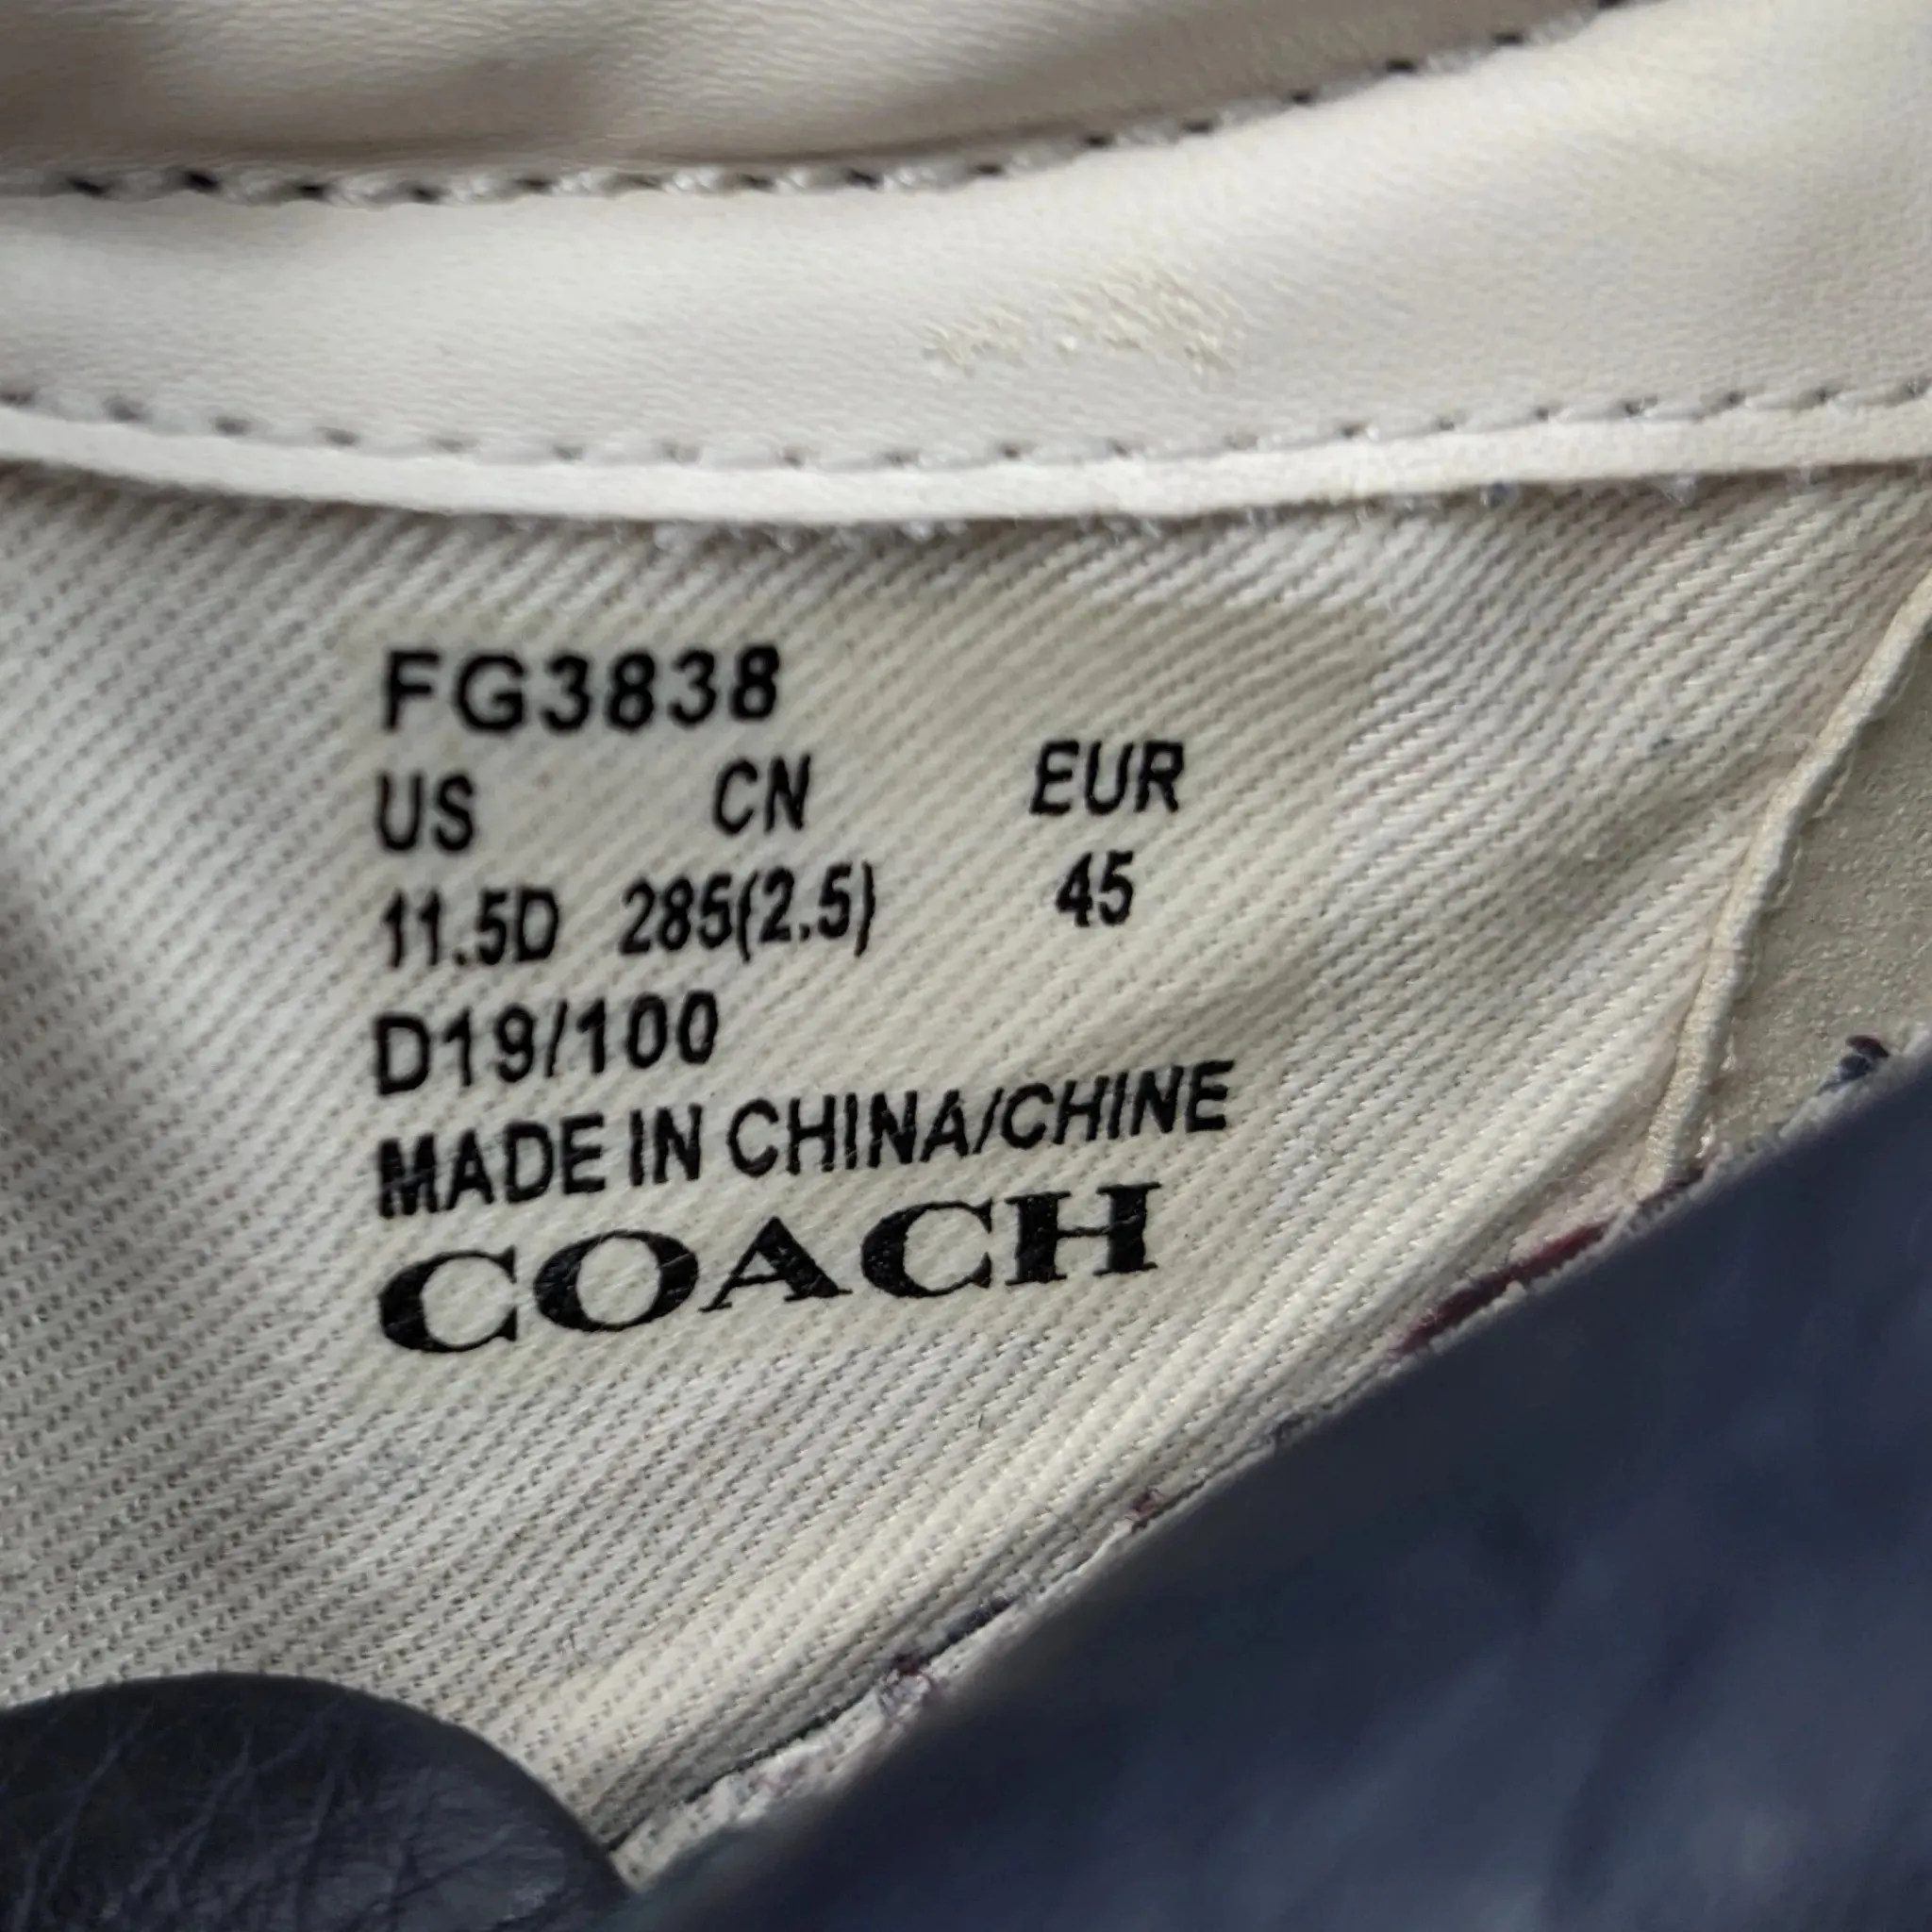 FG3838
US CN EUR
11.5D 285(2.5) 45
D19/100
MADE IN CHINA/CHINE
COACH